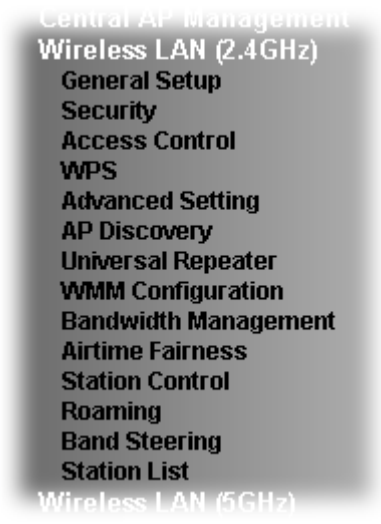 Central AP Management
Wireless LAN (2.4GHz)
General Setup
Security
Access Control
WPS
Advanced Setting
AP Discovery
Universal Repeater
WMM Configuration
Bandwidth Management
Airtime Fairness
Station Control
Roaming
Band Steering
Station List
Wireless LAN (5GHz)